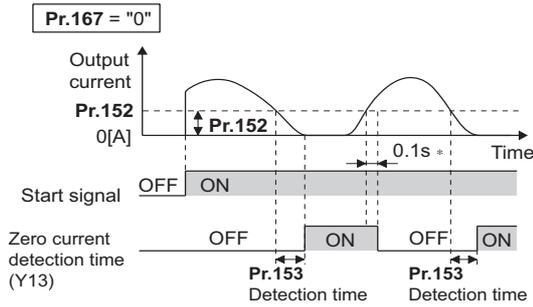 Pr.167 = "0"
Output
current
Pr.152
Pr.152
0[A]
Time
0.1s *
Start signal
OFF
ON
Zero current
detection time
(Y13)
OFF
ON
OFF
ON
Pr.153
Detection time
Pr.153
Detection time